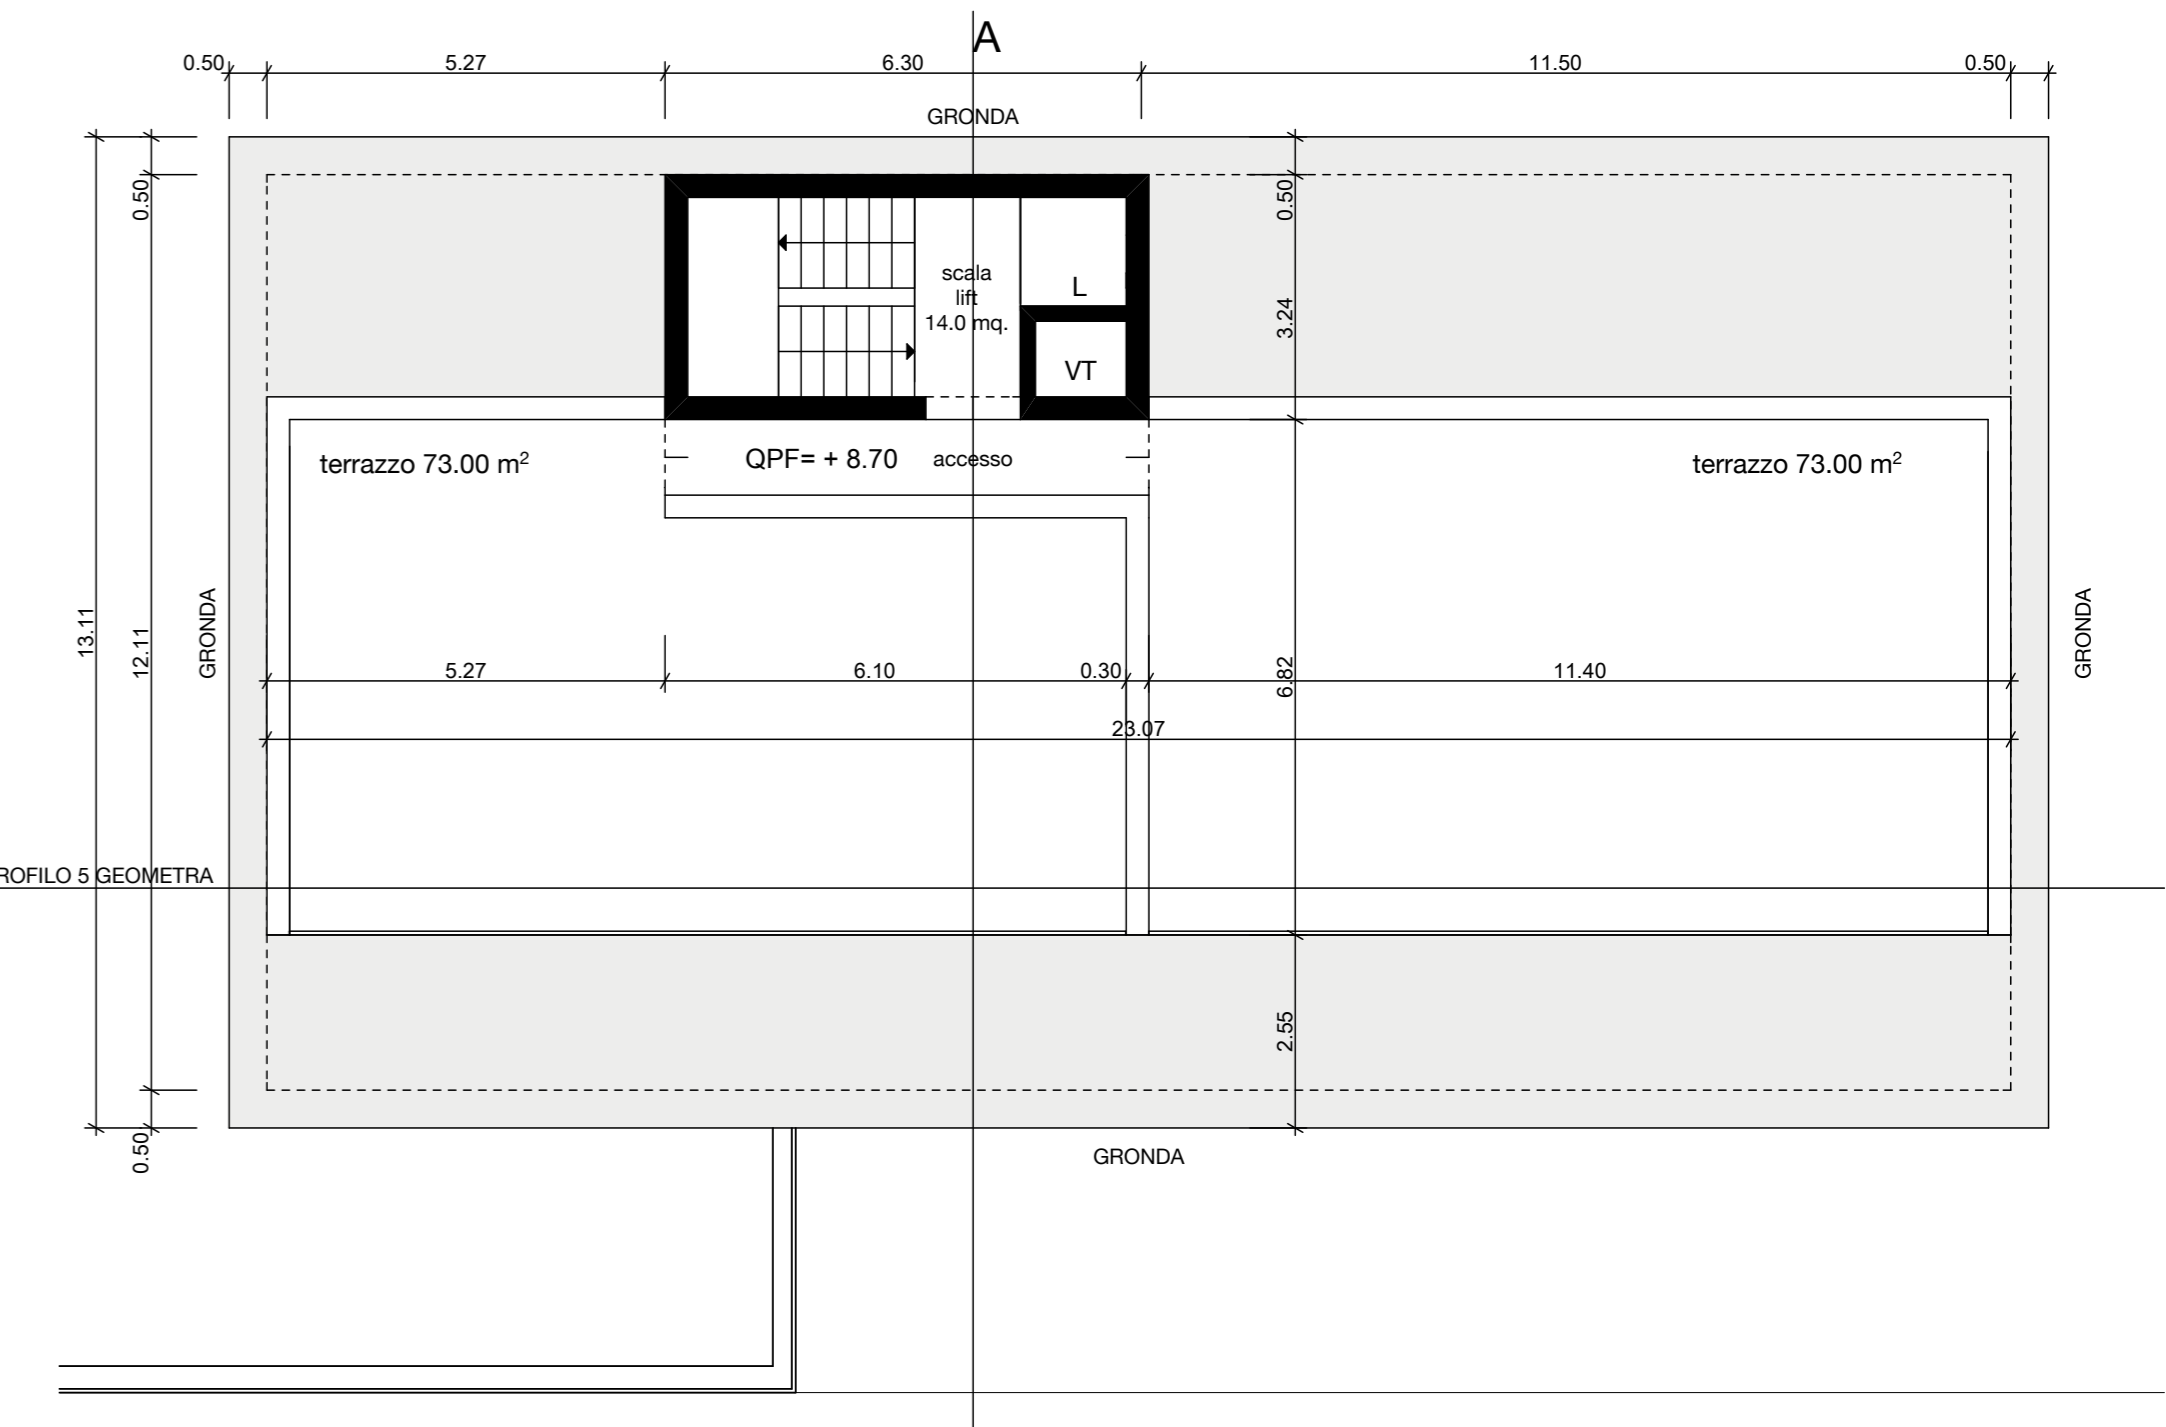 A
0.50
5.27
6.30
11.50
0.50
GRONDA
0.50
0.50
scala
lift
14.0 mq.
L
3.24
VT
terrazzo 73.00 m²
QPF= + 8.70
accesso
terrazzo 73.00 m²
13.11
12.11
GRONDA
GRONDA
5.27
6.10
0.30
6.82
11.40
23.07
ROFILO 5 GEOMETRA
2.55
0.50
GRONDA